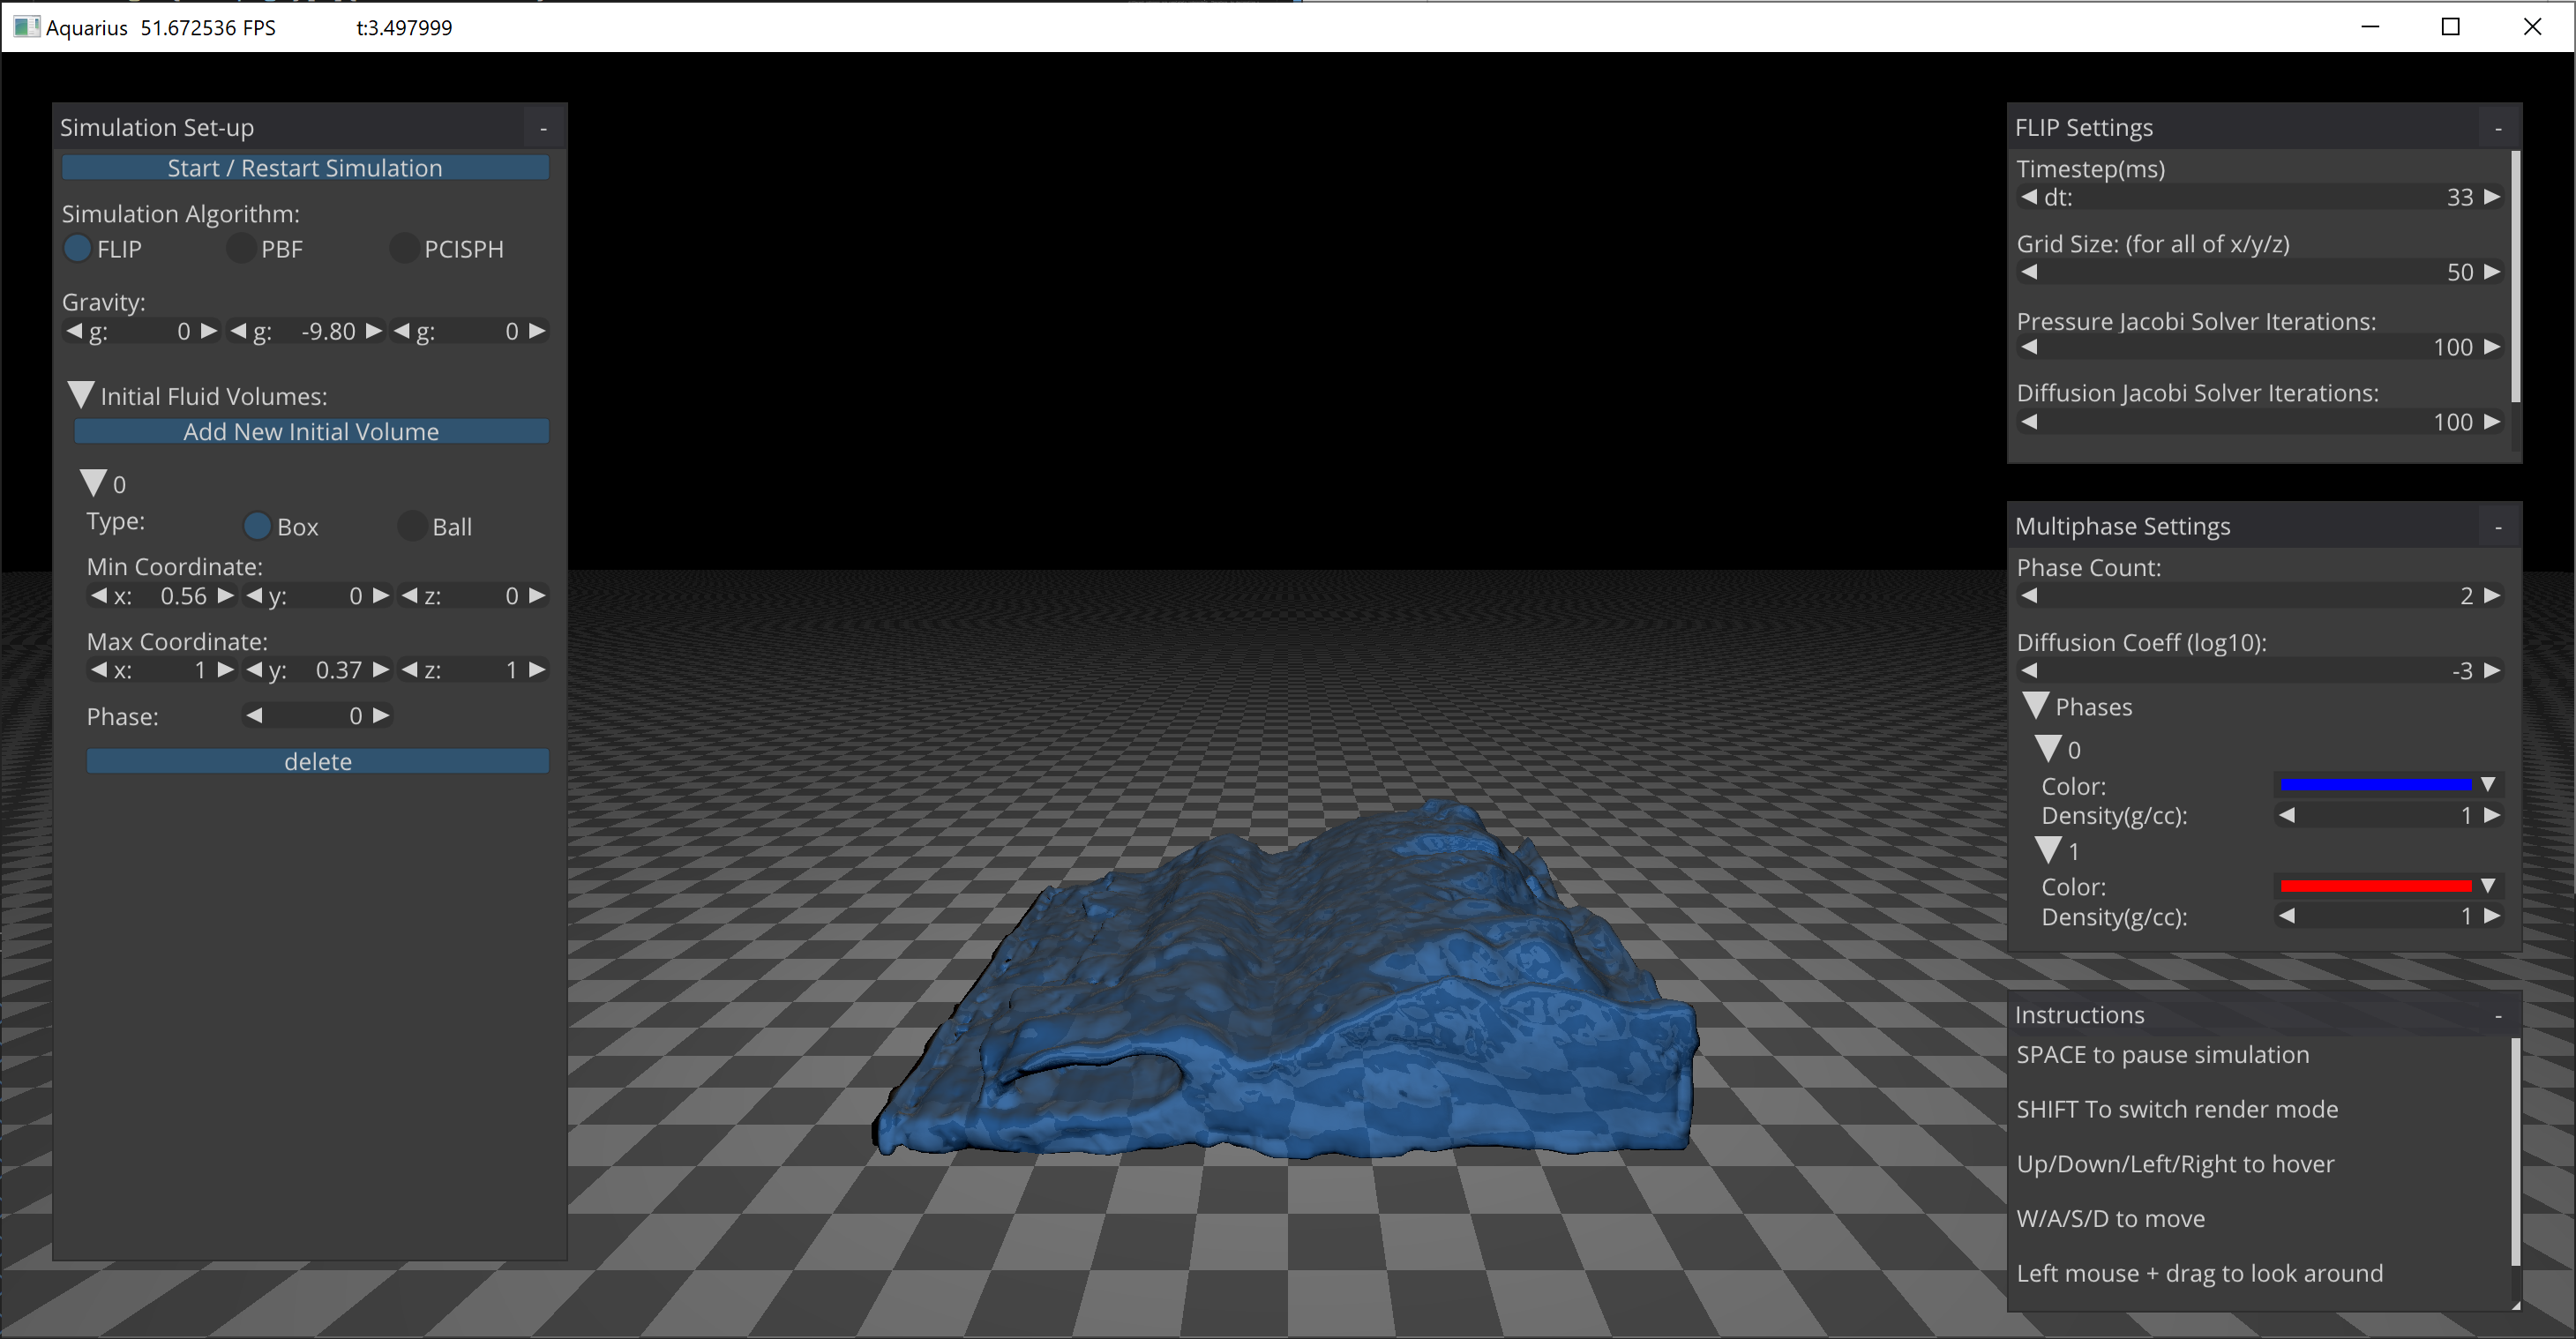 Aquarius 51.672536 FPS t:3.497999
Simulation Set-up -
Start / Restart Simulation
Simulation Algorithm:
FLIP PBF PCISPH
Gravity:
g: 0 g: -9.80 g: 0
Initial Fluid Volumes:
Add New Initial Volume
0
Type: Box Ball
Min Coordinate:
x: 0.56 y: 0 z: 0
Max Coordinate:
x: 1 y: 0.37 z: 1
Phase: 0
delete
FLIP Settings -
Timestep(ms)
dt: 33
Grid Size: (for all of x/y/z)
50
Pressure Jacobi Solver Iterations:
100
Diffusion Jacobi Solver Iterations:
100
Multiphase Settings -
Phase Count:
2
Diffusion Coeff (log10):
-3
Phases
0
Color:
Density(g/cc): 1
1
Color:
Density(g/cc): 1
Instructions -
SPACE to pause simulation
SHIFT To switch render mode
Up/Down/Left/Right to hover
W/A/S/D to move
Left mouse + drag to look around